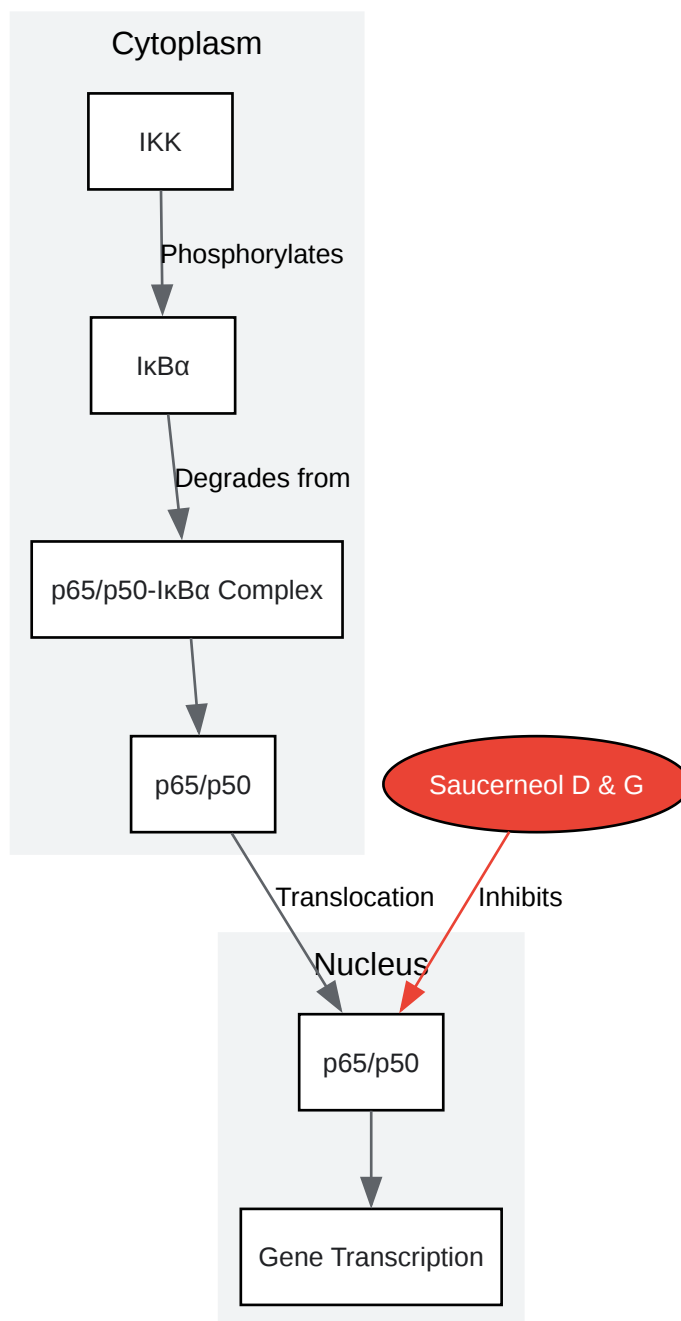 Cytoplasm
IKK
Phosphorylates
IκBα
Degrades from
p65/p50-IκBα Complex
p65/p50
Saucerneol D & G
Translocation
Inhibits
Nucleus
p65/p50
Gene Transcription